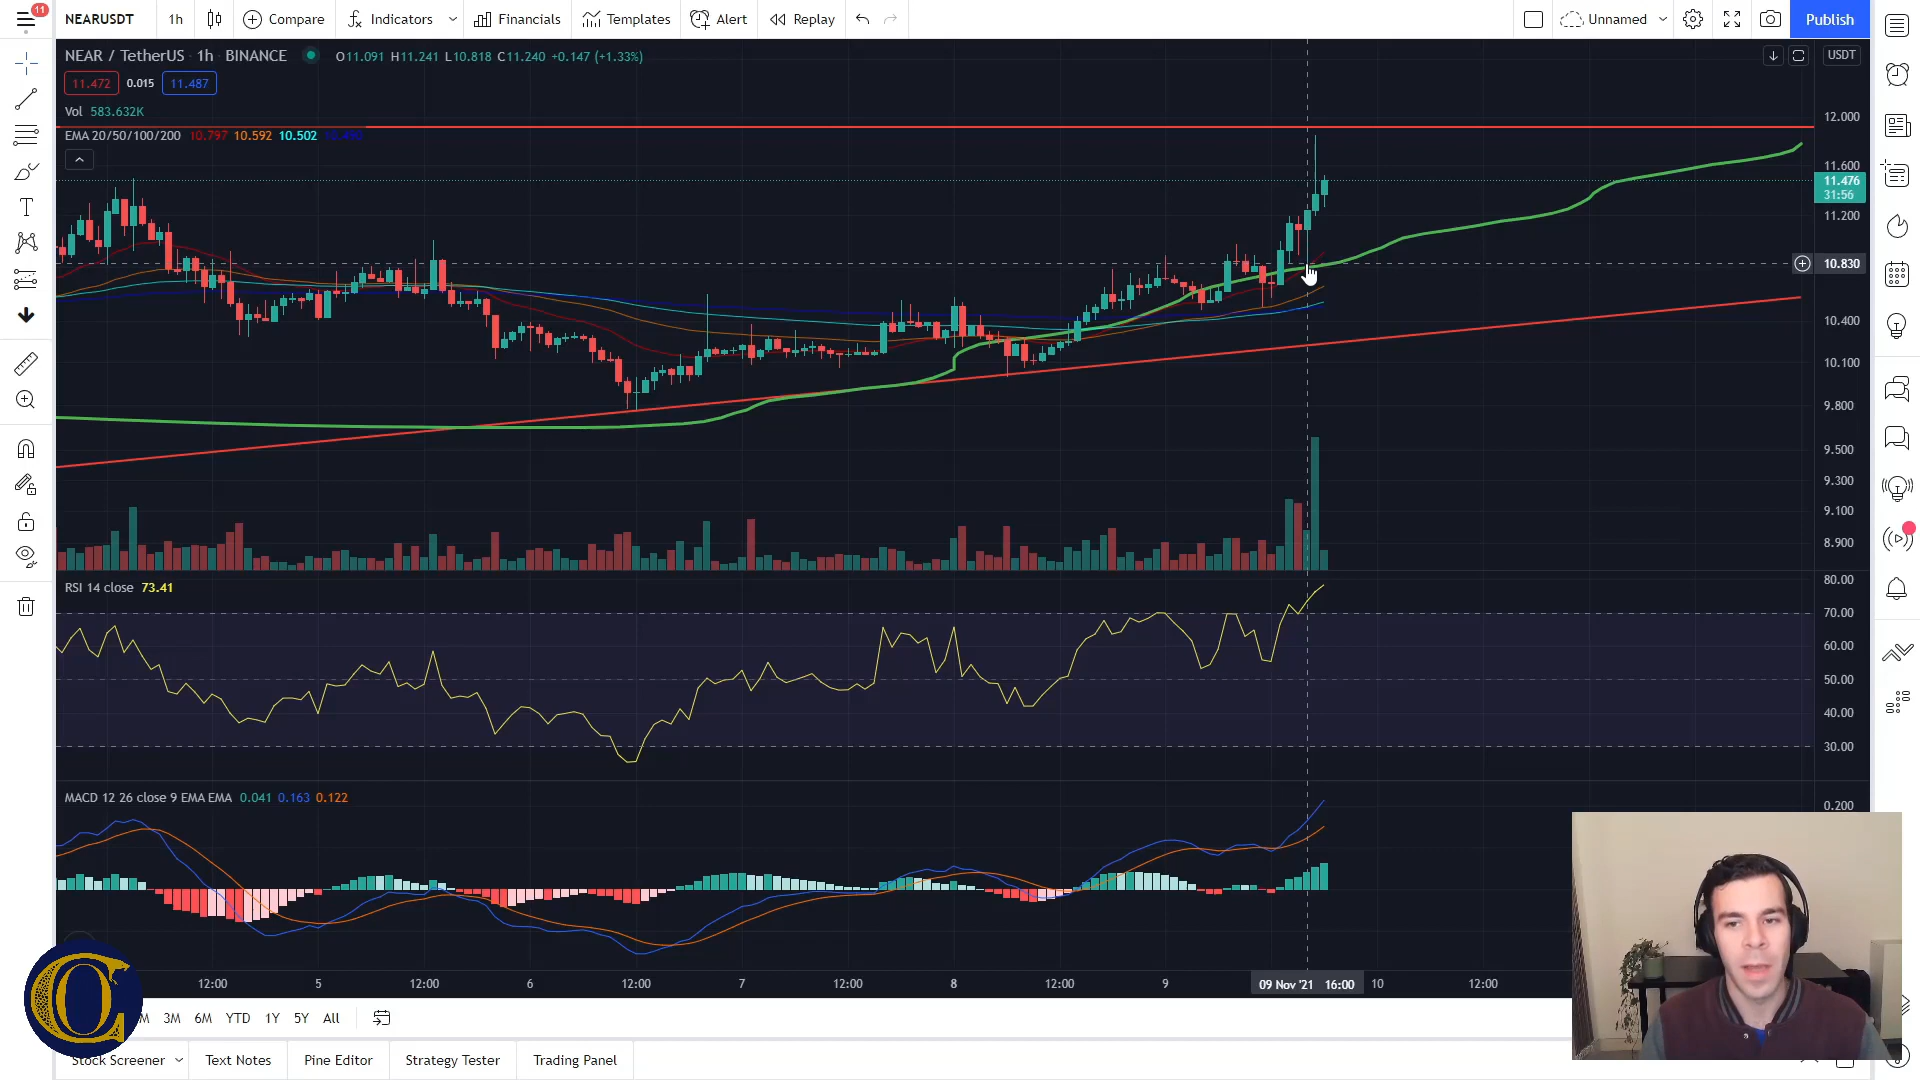 11
NEARUSDT 1h Compare Indicators Financials Templates Alert Replay Unnamed Publish
NEAR / TetherUS · 1h · BINANCE O11.091 H11.241 L10.818 C11.240 +0.147 (+1.33%) USDT
11.472 0.015 11.487
Vol 583.632K
EMA 20/50/100/200 10.797 10.592 10.502
12.000
11.600
11.476
31:56
11.200
10.830
10.400
10.100
9.800
9.500
9.300
9.100
8.900
RSI 14 close 73.41
80.00
70.00
60.00
50.00
40.00
30.00
MACD 12 26 close 9 EMA EMA 0.041 0.163 0.122
0.200
12:00 5 12:00 6 12:00 7 12:00 8 12:00 9 09 Nov '21 16:00 10 12:00
M 3M 6M YTD 1Y 5Y All
Stock Screener Text Notes Pine Editor Strategy Tester Trading Panel